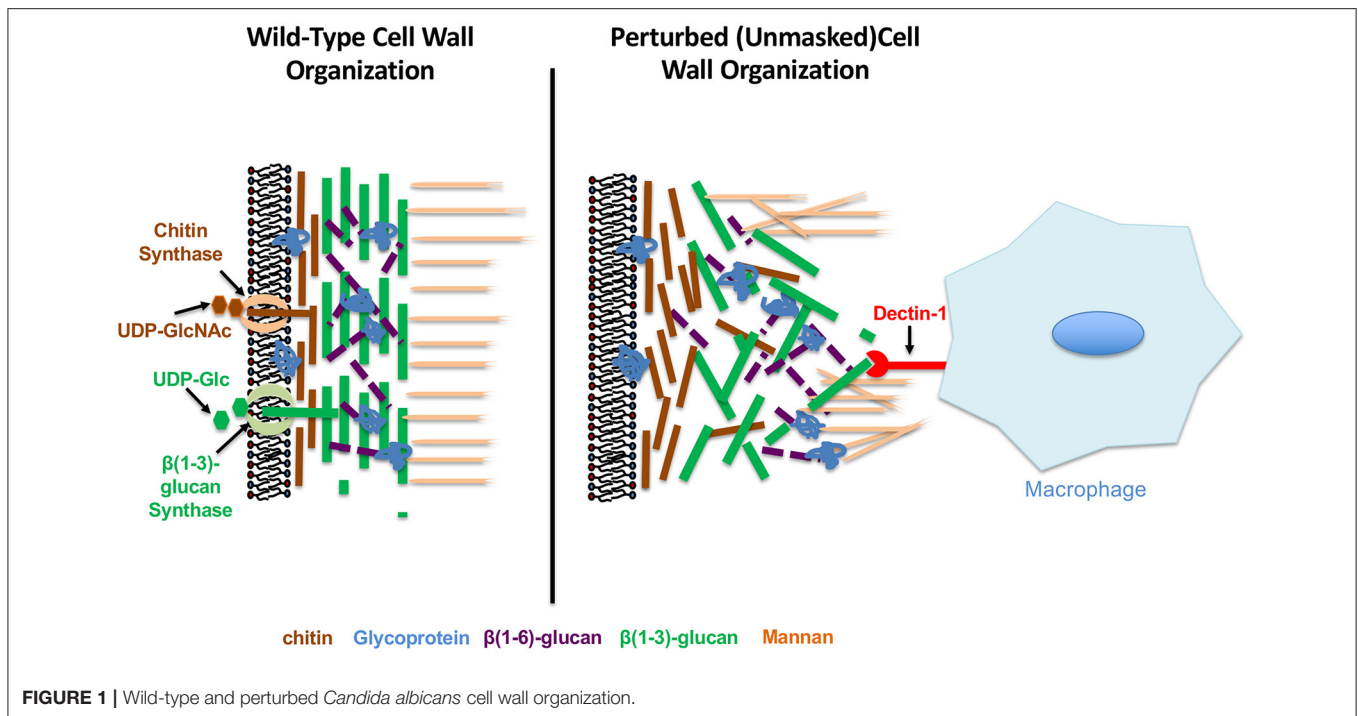 Wild-Type Cell Wall
Organization
Perturbed (Unmasked)Cell
Wall Organization
Chitin
Synthase
UDP-GlcNAc
UDP-Glc
β(1-3)-
glucan
Synthase
Dectin-1
Macrophage
chitin Glycoprotein β(1-6)-glucan β(1-3)-glucan Mannan
FIGURE 1 | Wild-type and perturbed Candida albicans cell wall organization.